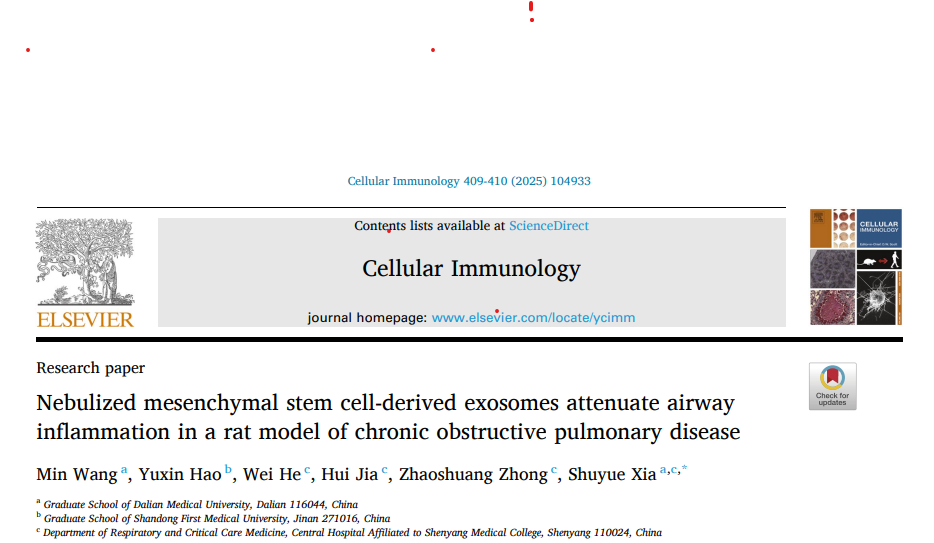 Cellular Immunology 409-410 (2025) 104933
Contents lists available at ScienceDirect
Cellular Immunology
journal homepage: www.elsevier.com/locate/ycimm
ELSEVIER
CELLULAR
IMMUNOLOGY
Research paper
Check for
updates
Nebulized mesenchymal stem cell-derived exosomes attenuate airway
inflammation in a rat model of chronic obstructive pulmonary disease
Min Wang a, Yuxin Hao b, Wei He c, Hui Jia c, Zhaoshuang Zhong c, Shuyue Xia a,c,*
a Graduate School of Dalian Medical University, Dalian 116044, China
b Graduate School of Shandong First Medical University, Jinan 271016, China
c Department of Respiratory and Critical Care Medicine, Central Hospital Affiliated to Shenyang Medical College, Shenyang 110024, China